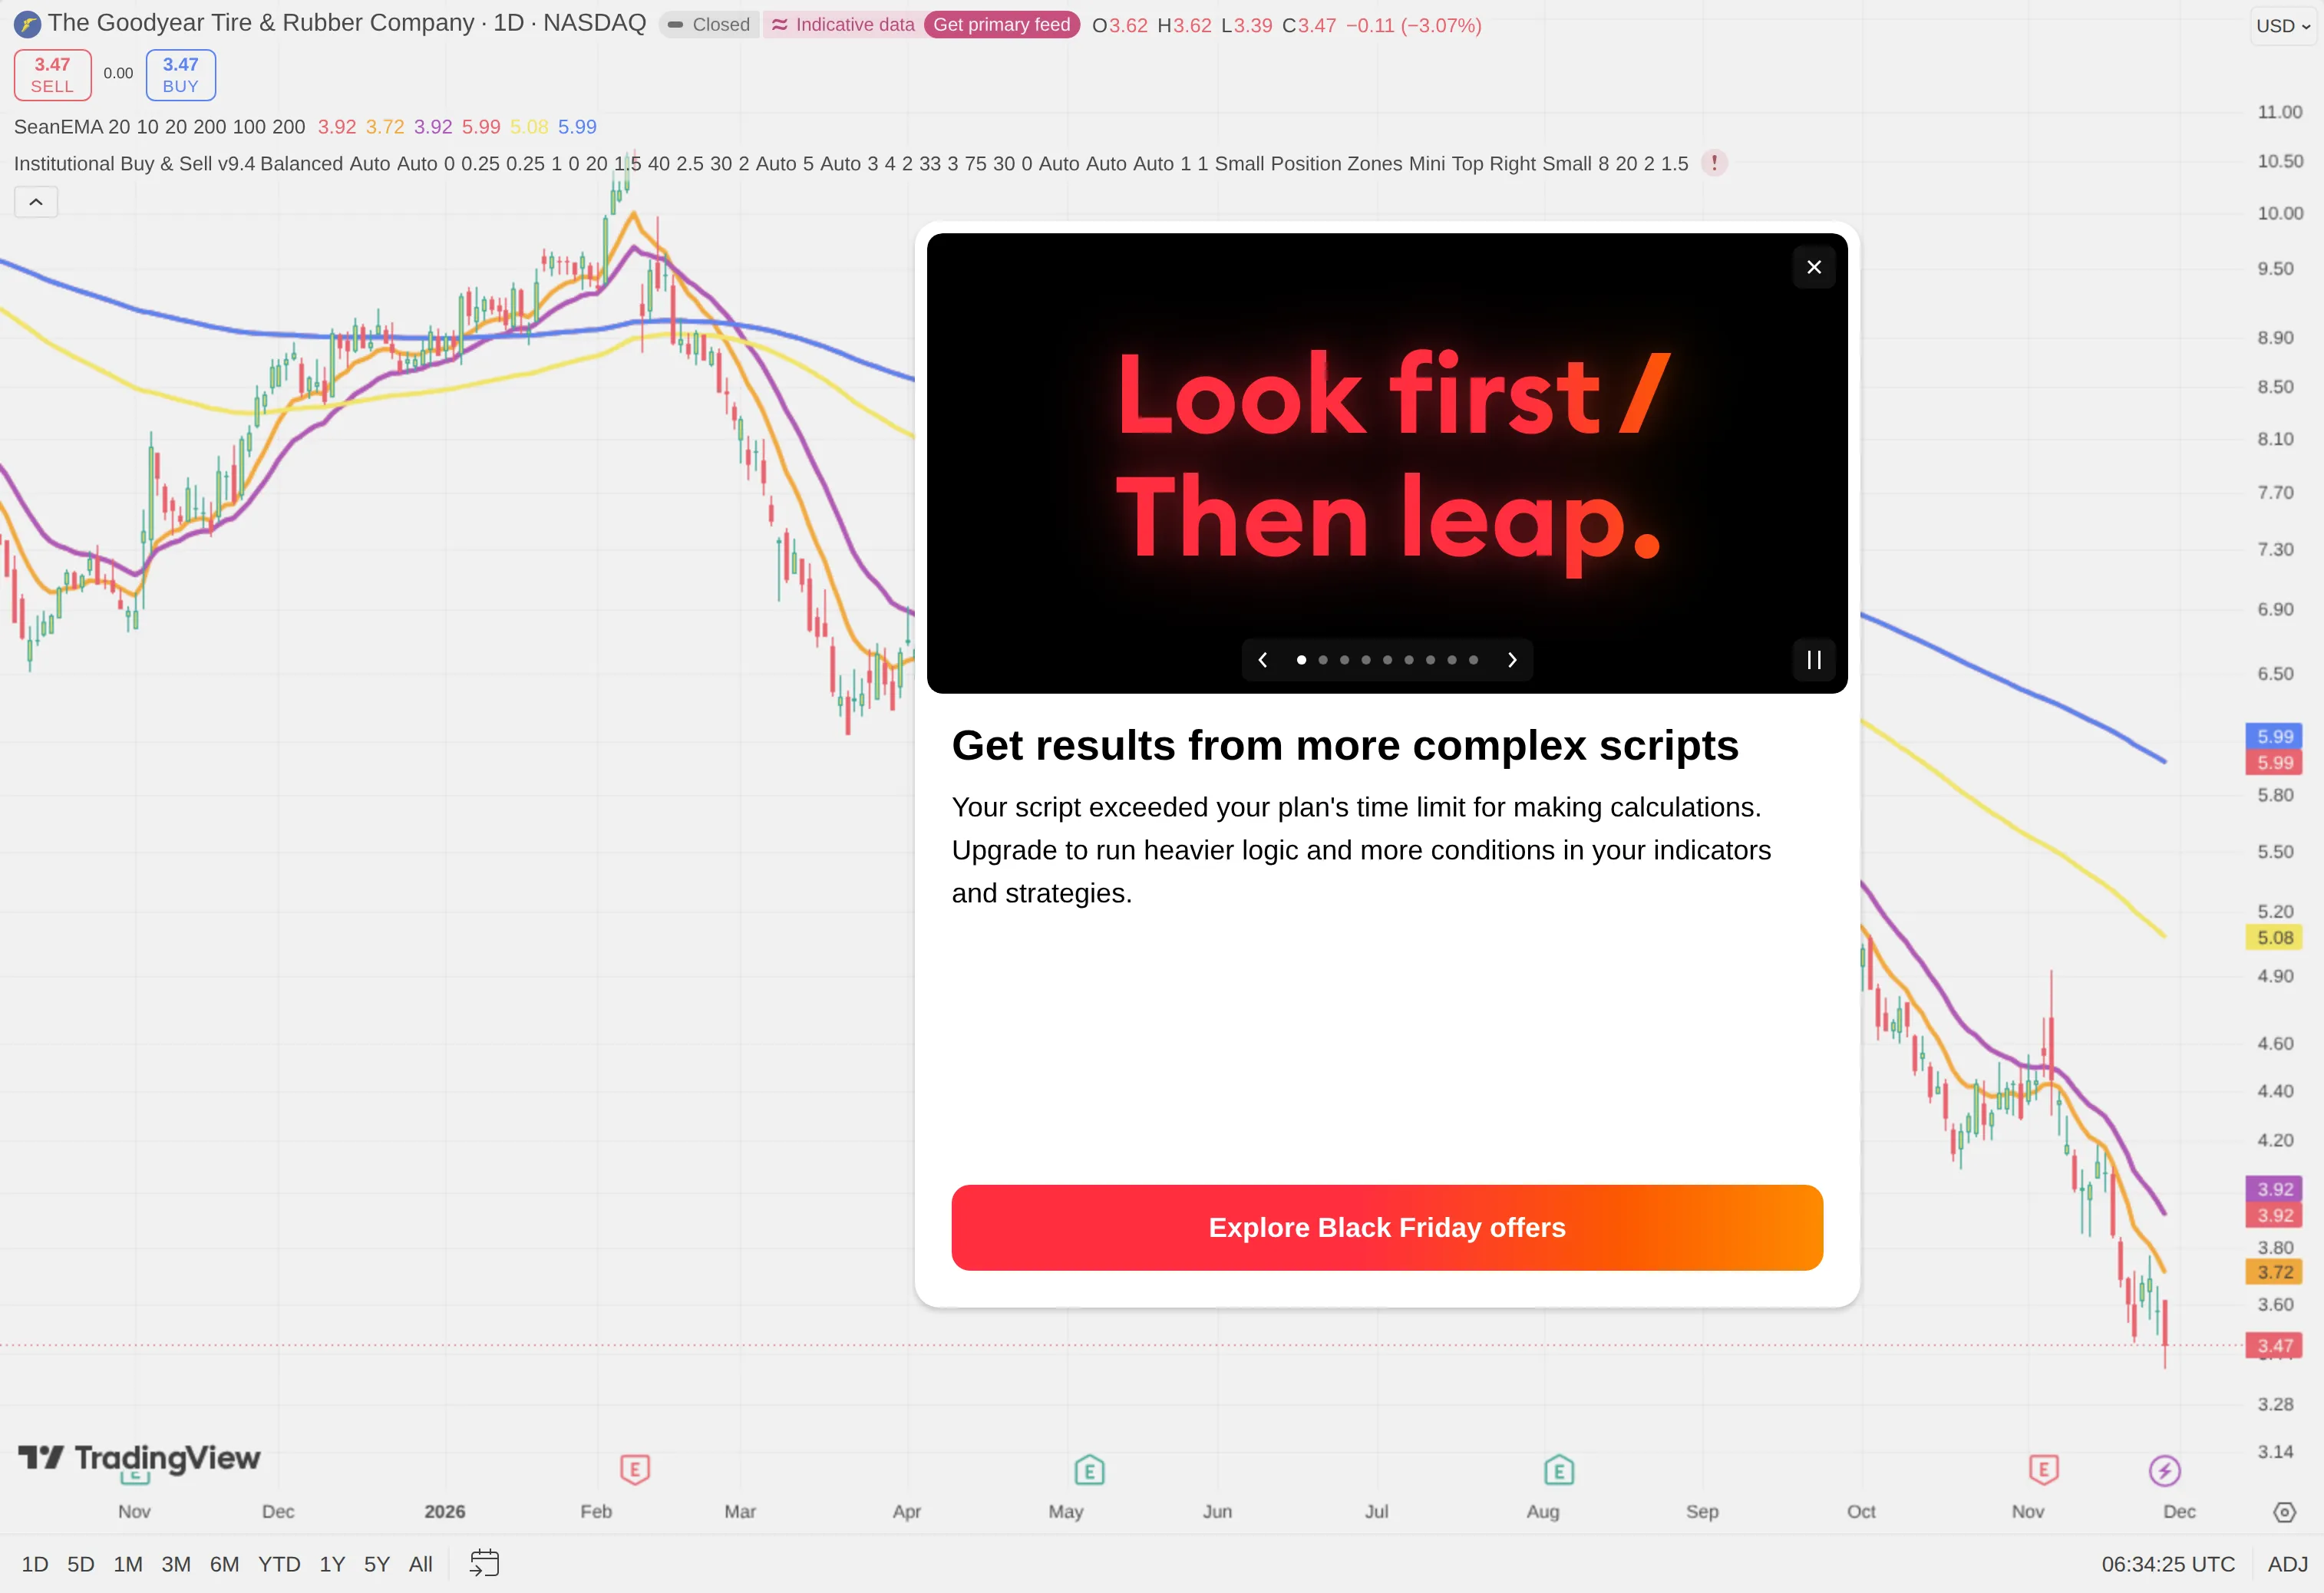 The Goodyear Tire & Rubber Company · 1D · NASDAQ Closed Indicative data Get primary feed O3.62 H3.62 L3.39 C3.47 −0.11 (−3.07%)
USD
3.47 SELL 0.00 3.47 BUY
SeanEMA 20 10 20 200 100 200 3.92 3.72 3.92 5.99 5.08 5.99
Institutional Buy & Sell v9.4 Balanced Auto Auto 0 0.25 0.25 1 0 20 1.5 40 2.5 30 2 Auto 5 Auto 3 4 2 33 3 75 30 0 Auto Auto Auto 1 1 Small Position Zones Mini Top Right Small 8 20 2 1.5
Look first /
Then leap.
Get results from more complex scripts
Your script exceeded your plan's time limit for making calculations.
Upgrade to run heavier logic and more conditions in your indicators
and strategies.
Explore Black Friday offers
11.00
10.50
10.00
9.50
8.90
8.50
8.10
7.70
7.30
6.90
6.50
5.99
5.99
5.80
5.50
5.20
5.08
4.90
4.60
4.40
4.20
3.92
3.92
3.80
3.72
3.60
3.47
3.28
3.14
TradingView
E E E E E
Nov Dec 2026 Feb Mar Apr May Jun Jul Aug Sep Oct Nov Dec
1D 5D 1M 3M 6M YTD 1Y 5Y All 06:34:25 UTC ADJ